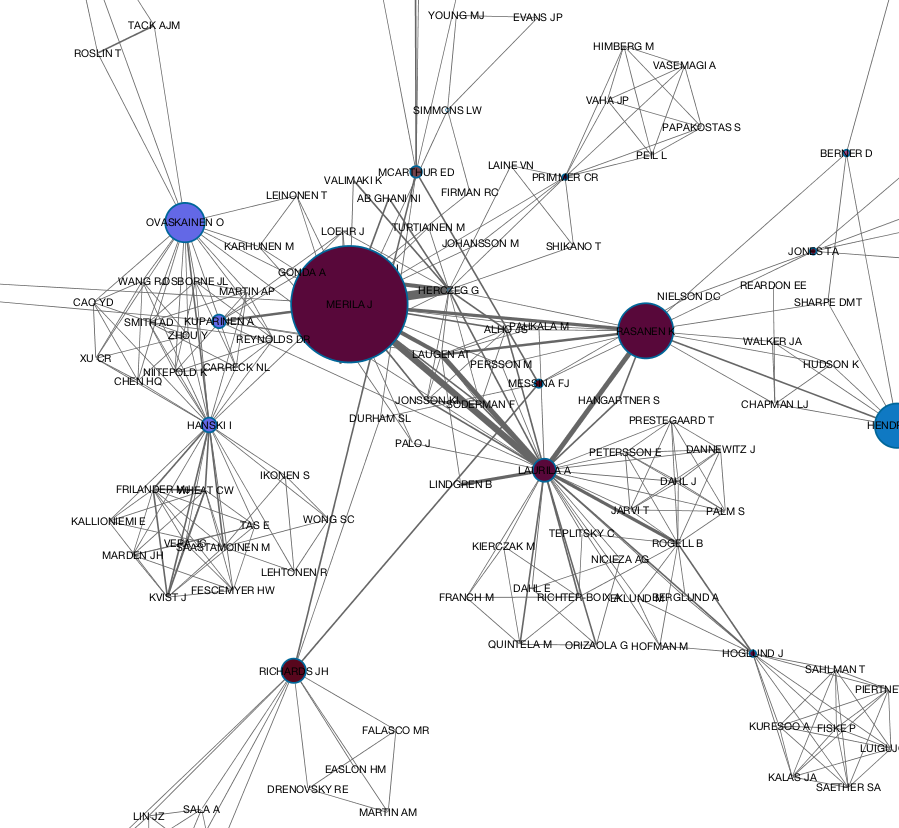 YOUNG MJ
EVANS JP
TACK AJM
ROSLIN T
HIMBERG M
VASEMAGI A
VAHA JP
SIMMONS LW
PAPAKOSTAS S
PEIL L
BERNER D
LAINE VN
MCARTHUR ED
PRIMMER CR
VALIMAKI K
FIRMAN RC
LEINONEN T
AB GHANI NI
OVASKAINEN O
TURTIAINEN M
LOEHR J
JOHANSSON M
KARHUNEN M
SHIKANO T
JONES TA
GONDA A
WANG RJ
OSBORNE JL
MARTIN AP
HERCZEG G
REARDON EE
NIELSON DC
CAO YD
MERILA J
SHARPE DMT
SMITH AD
KUPARINEN A
ALHO JS
PAUKALA M
RASANEN K
ZHOU Y
REYNOLDS DR
WALKER JA
XU CR
LAUGEN AT
PERSSON M
HUDSON K
NIITEPOLD K
CARRECK NL
CHEN HQ
MESSINA FJ
JONSSON KI
SODERMAN F
HANGARTNER S
CHAPMAN LJ
DURHAM SL
PRESTEGAARD T
HANSKI I
HENDR
PALO J
PETERSSON E
DANNEWITZ J
LAURILA A
IKONEN S
LINDGREN B
DAHL J
FRILANDER MJ
WHEAT CW
JARVI T
PALM S
KALLIONIEMI E
TAS E
WONG SC
TEPLITSKY C
ROGELL B
KIERCZAK M
SAASTAMOINEN M
MARDEN JH
NICIEZA AG
LEHTONEN R
FESCEMYER HW
DAHL E
KVIST J
FRANCH M
RICHTER-BOIX A
EKLUND M
BERGLUND A
QUINTELA M
ORIZAOLA G
HOFMAN M
HOGLUND J
RICHARDS JH
SAHLMAN T
PIERTNE
KURESOO A
FISKE P
FALASCO MR
LUIGUJ
EASLON HM
KALAS JA
DRENOVSKY RE
SAETHER SA
SALA A
LIN JZ
MARTIN AM